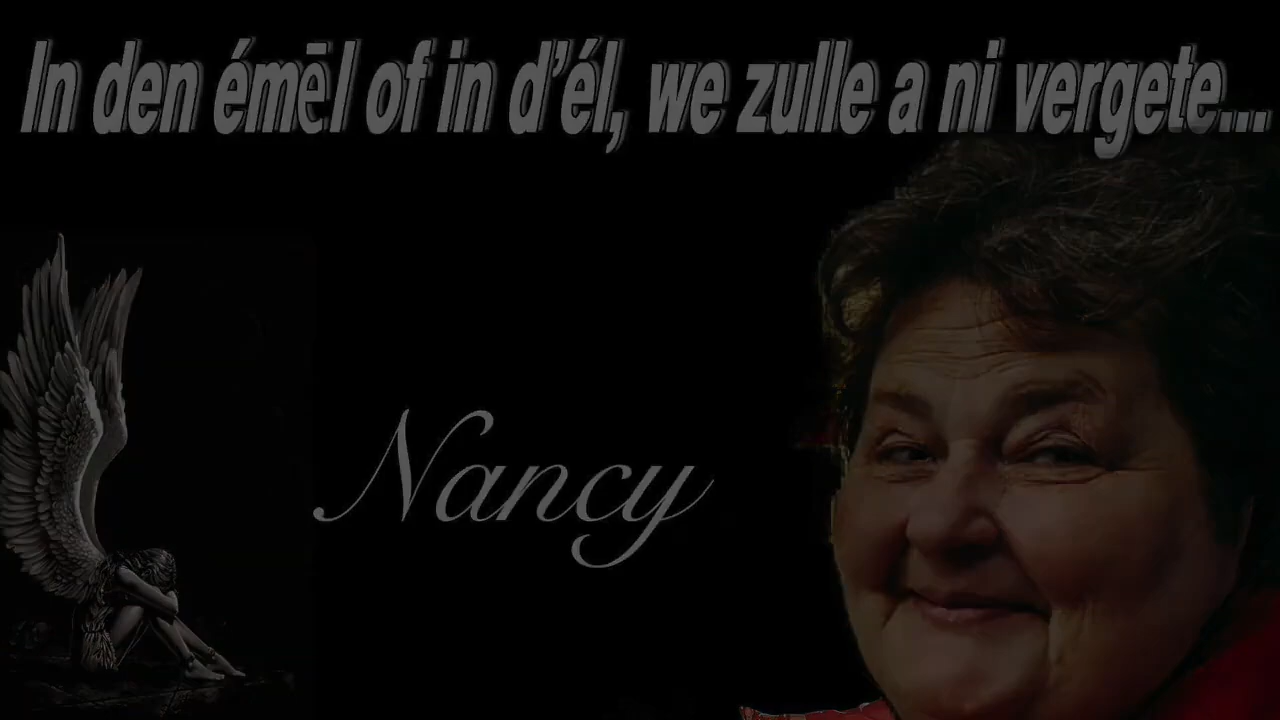 In den émēl of in d'él, we zulle a ni vergete...
Nancy